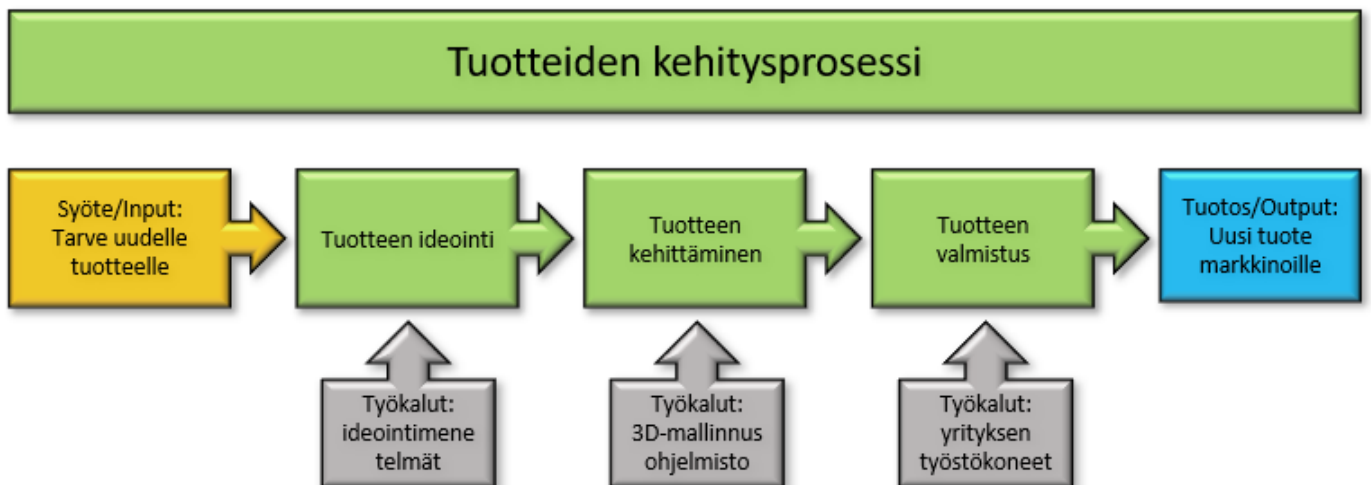 Tuotteiden kehitysprosessi
Syöte/Input:
Tarve uudelle
tuotteelle
Tuotteen ideointi
Tuotteen
kehittäminen
Tuotteen
valmistus
Tuotos/Output:
Uusi tuote
markkinoille
Työkalut:
ideointimene
telmät
Työkalut:
3D-mallinnus
ohjelmisto
Työkalut:
yrityksen
työstökoneet